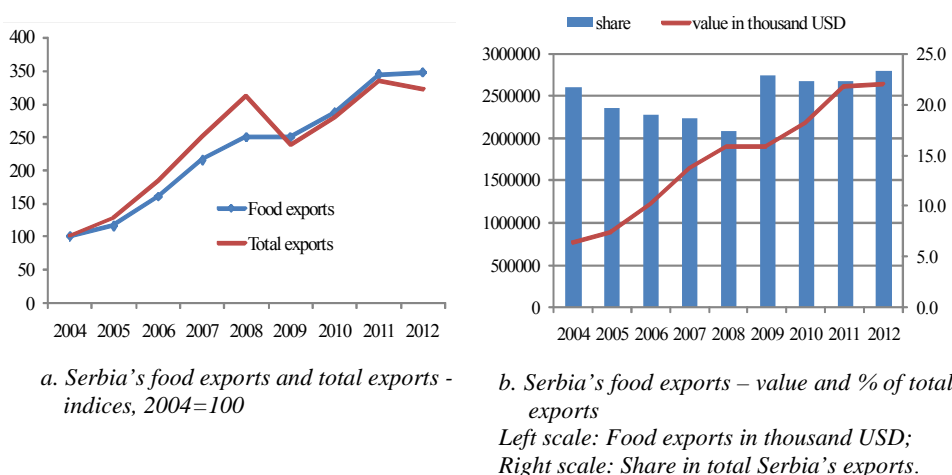 400
350
300
250
200
150
100
50
0
Food exports
Total exports
2004 2005 2006 2007 2008 2009 2010 2011 2012
a. Serbia’s food exports and total exports -
indices, 2004=100
share value in thousand USD
3000000 25.0
2500000 20.0
2000000 15.0
1500000 10.0
1000000 5.0
500000 0.0
0
2004 2005 2006 2007 2008 2009 2010 2011 2012
b. Serbia’s food exports – value and % of total
exports
Left scale: Food exports in thousand USD;
Right scale: Share in total Serbia’s exports.